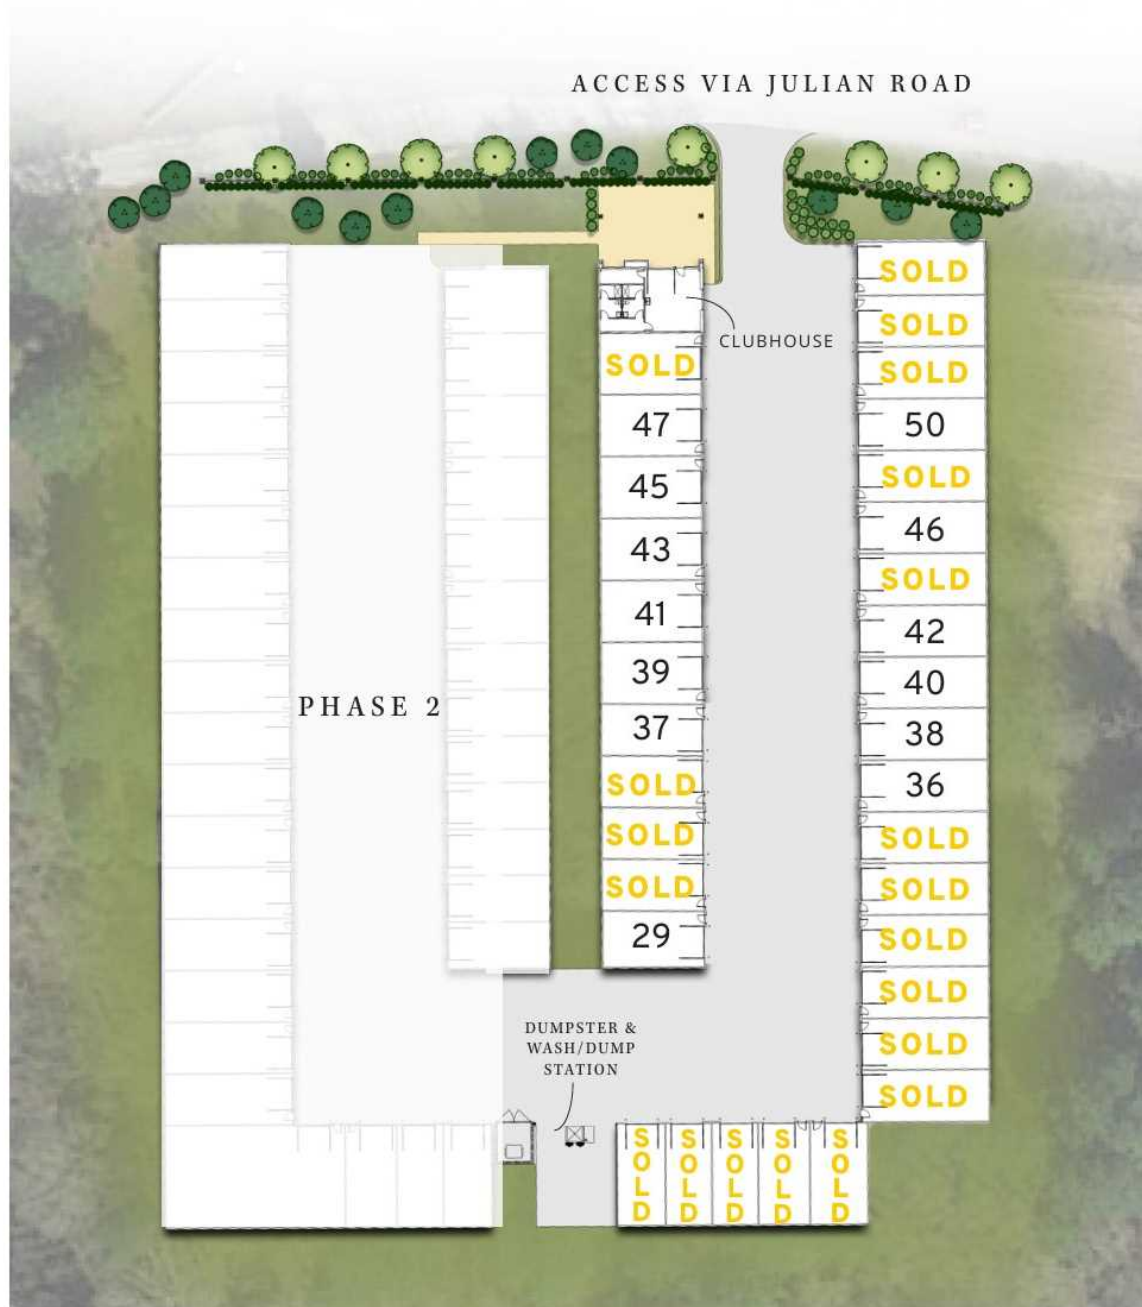 ACCESS VIA JULIAN ROAD
CLUBHOUSE
SOLD
47
45
43
41
39
37
SOLD
SOLD
SOLD
29
SOLD
SOLD
SOLD
50
SOLD
46
SOLD
42
40
38
36
SOLD
SOLD
SOLD
SOLD
SOLD
SOLD
PHASE 2
DUMPSTER &
WASH/DUMP
STATION
SOLD
SOLD
SOLD
SOLD
SOLD